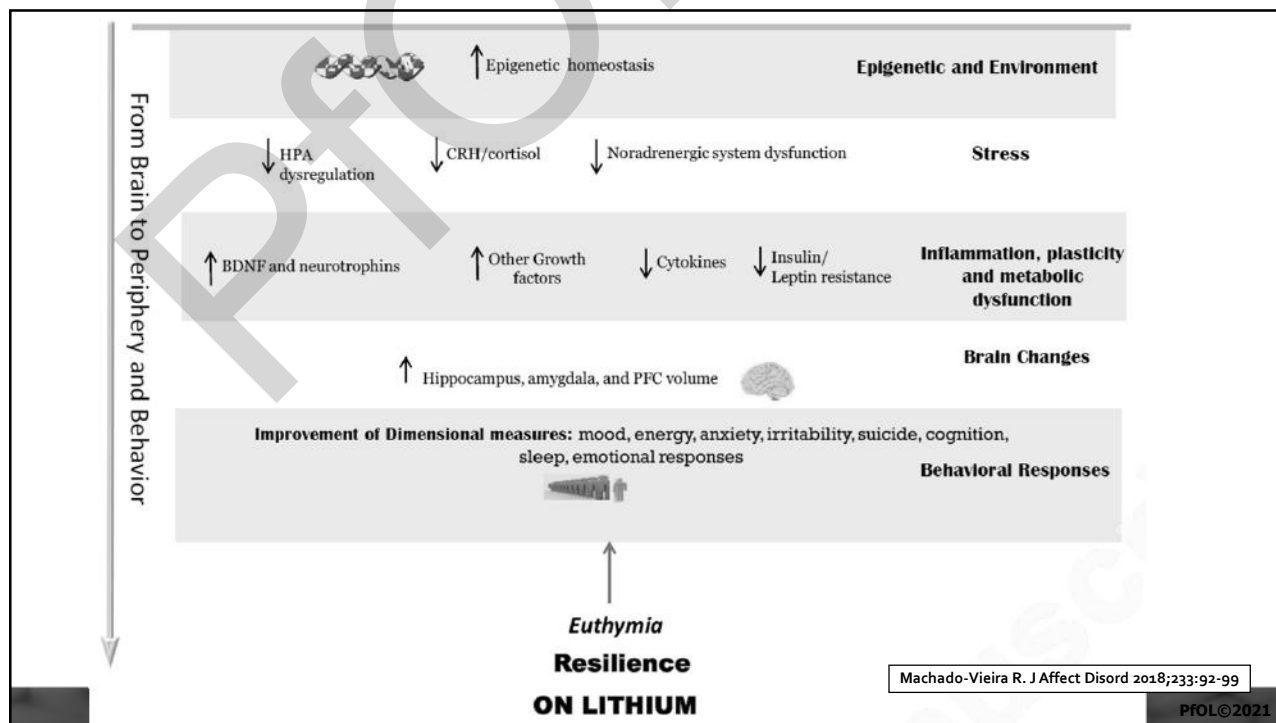 From Brain to Periphery and Behavior
Epigenetic homeostasis
Epigenetic and Environment
HPA
dysregulation
CRH/cortisol
Noradrenergic system dysfunction
Stress
BDNF and neurotrophins
Other Growth
factors
Cytokines
Insulin/
Leptin resistance
Inflammation, plasticity
and metabolic
dysfunction
Brain Changes
Hippocampus, amygdala, and PFC volume
Improvement of Dimensional measures: mood, energy, anxiety, irritability, suicide, cognition,
sleep, emotional responses
Behavioral Responses
Euthymia
Resilience
ON LITHIUM
Machado-Vieira R. J Affect Disord 2018;233:92-99
PfOL©2021